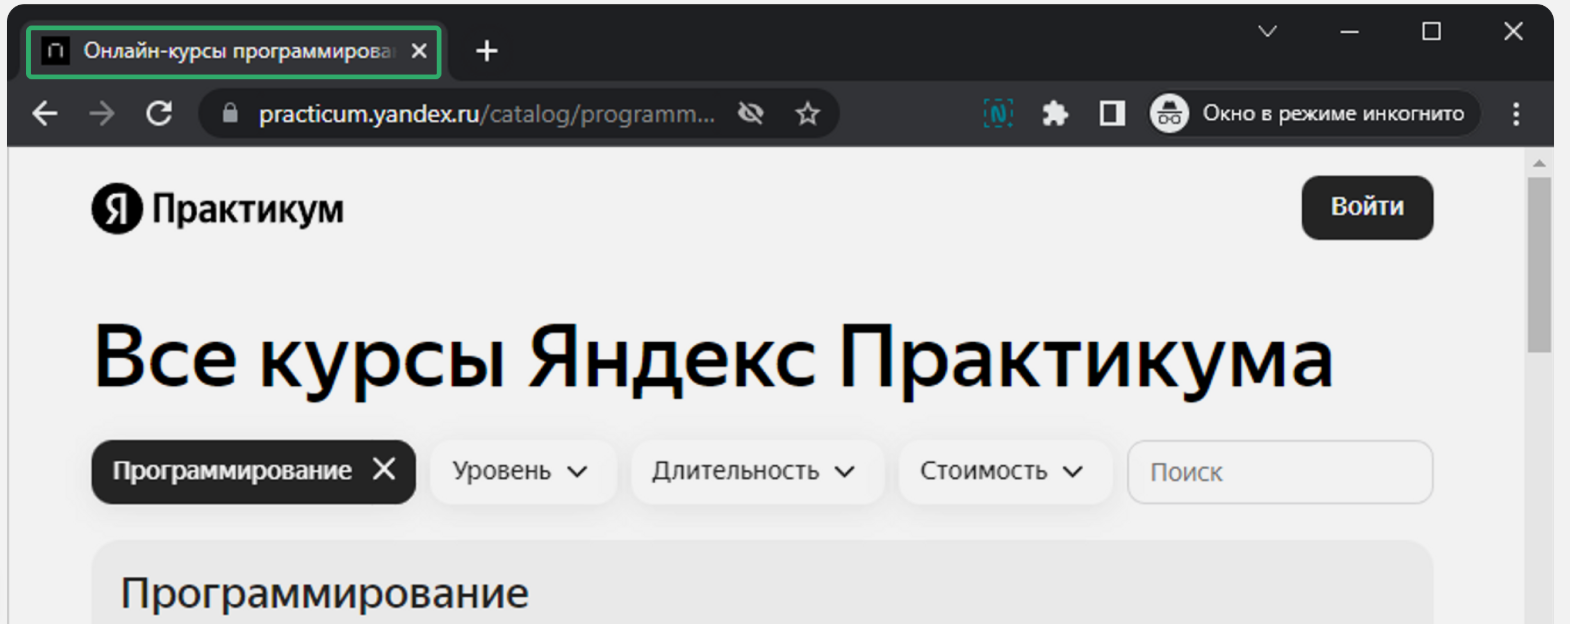 Онлайн-курсы программирова
practicum.yandex.ru/catalog/programm...
Окно в режиме инкогнито
Я Практикум
Войти
Все курсы Яндекс Практикума
Программирование
Уровень
Длительность
Стоимость
Поиск
Программирование